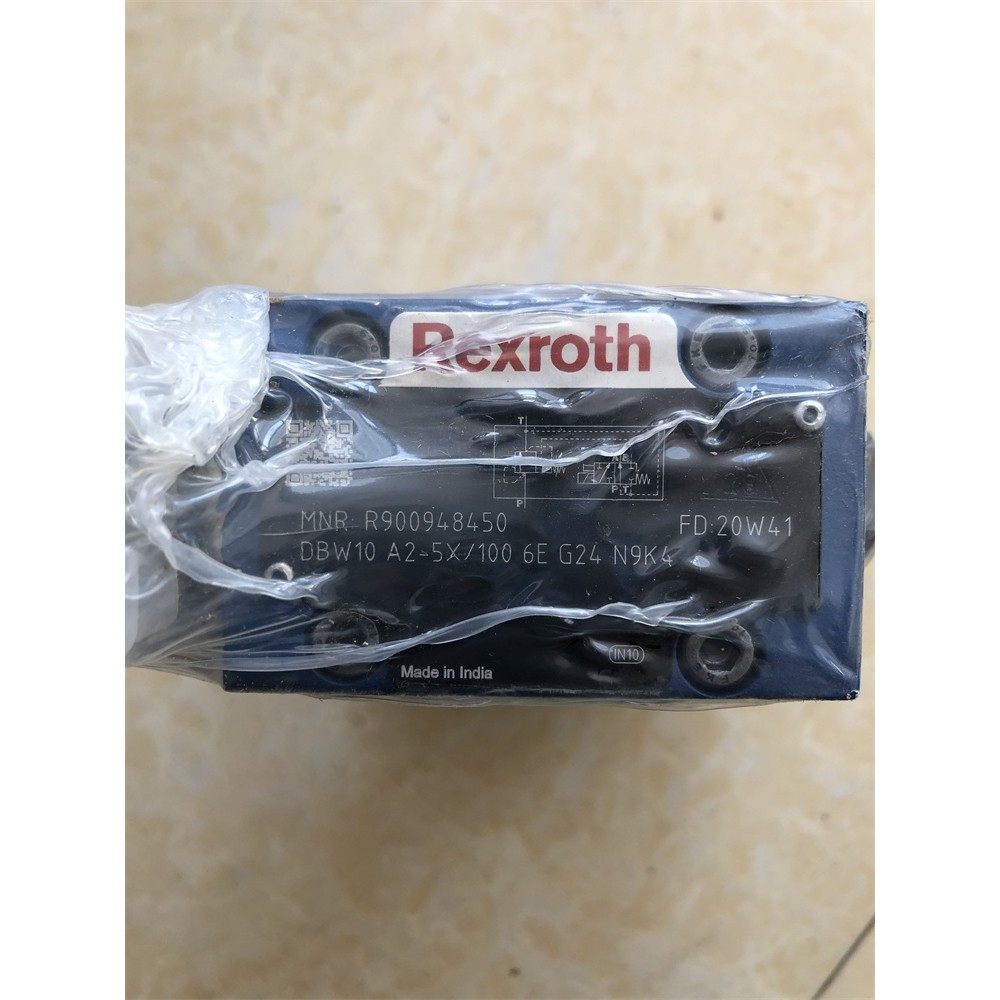 Rexroth
T
A B
P T
P
MNR: R900948450
FD:20W41
DBW10 A2-5X/100 6E G24 N9K4
IN10
Made in India